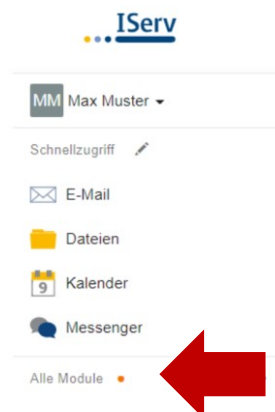 IServ
MM Max Muster
Schnellzugriff
E-Mail
Dateien
9 Kalender
Messenger
Alle Module